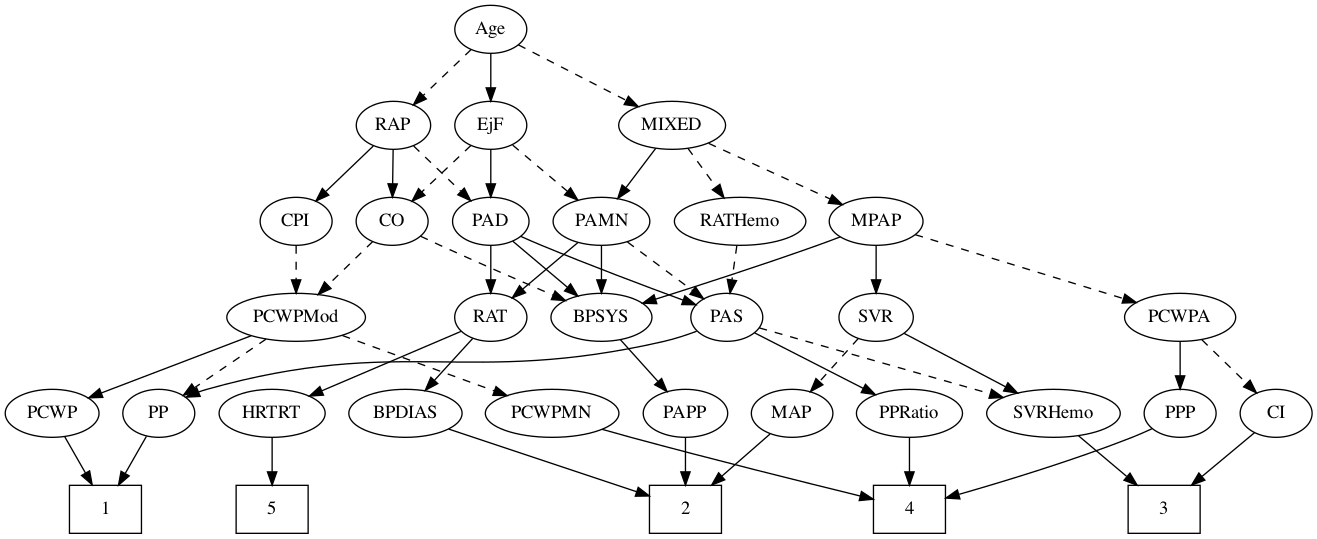 Age
RAP EjF MIXED
CPI CO PAD PAMN RATHemo MPAP
PCWPMod RAT BPSYS PAS SVR PCWPA
PCWP PP HRTRT BPDIAS PCWPMN PAPP MAP PPRatio SVRHemo PPP CI
1 5 2 4 3